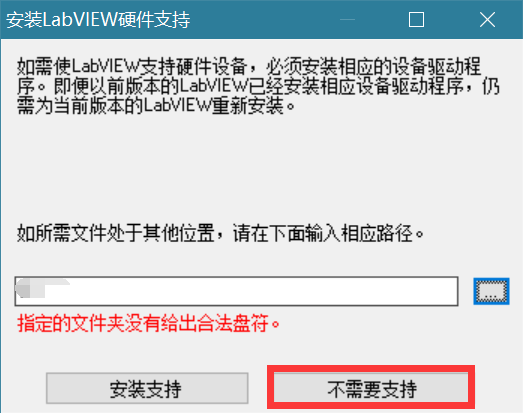 安装LabVIEW硬件支持
如需使LabVIEW支持硬件设备，必须安装相应的设备驱动程
序。即便以前版本的LabVIEW已经安装相应设备驱动程序，仍
需为当前版本的LabVIEW重新安装。
如所需文件处于其他位置，请在下面输入相应路径。
...
指定的文件夹没有给出合法盘符。
安装支持 不需要支持